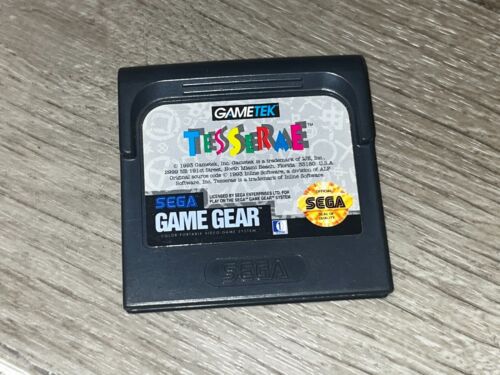 GAMETEK
TESSERAE™
© 1993 Gametek, Inc. Gametek is a trademark of IJE, Inc.
2999 NE 191st Street, North Miami Beach, Florida 33180 U.S.A.
Original source code © 1993 Inline Software, a division of ALF
Software, Inc. Tesserae is a trademark of Inline Software
SEGA
LICENSED BY SEGA ENTERPRISES LTD. FOR
PLAY ON THE SEGA™ GAME GEAR™ SYSTEM
GAME GEAR™
COLOR PORTABLE VIDEO GAME SYSTEM
OFFICIAL
SEGA
SEAL OF
QUALITY
SEGA